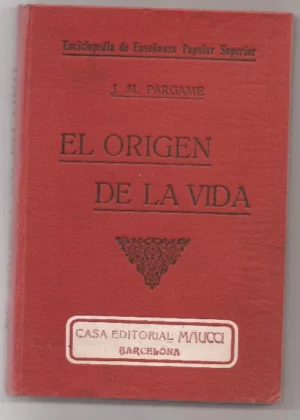 Enciclopedia de Enseñanza Popular Superior
J. M. PARGAME
EL ORIGEN
DE LA VIDA
CASA EDITORIAL MAUCCI
BARCELONA